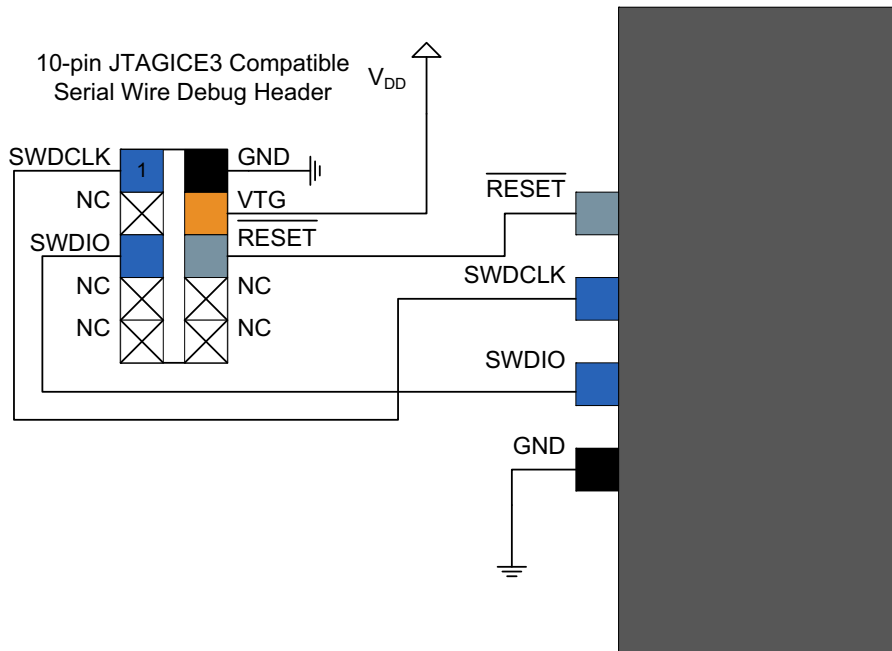 10-pin JTAGICE3 Compatible
Serial Wire Debug Header
VDD
SWDCLK
1
GND
NC
VTG
SWDIO
RESET
NC
NC
NC
NC
RESET
SWDCLK
SWDIO
GND